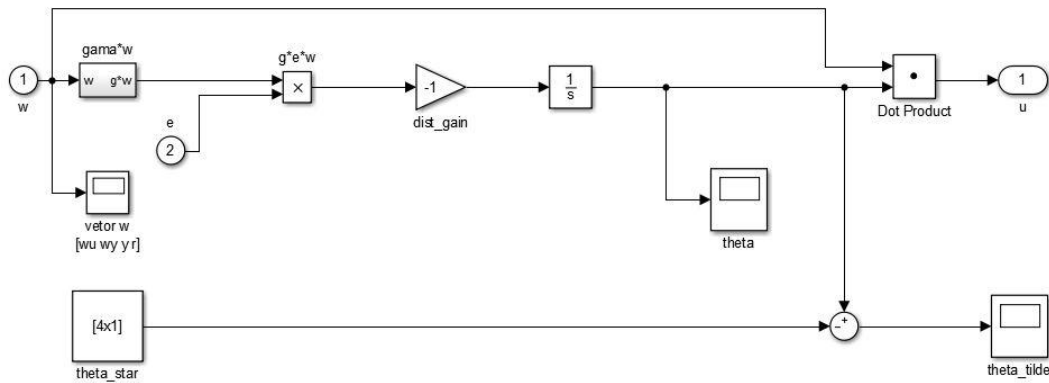 gama*w
g*e*w
1
w
w g*w
×
-1
1
s
Dot Product
1
u
dist_gain
e
2
vetor w
[wu wy y r]
theta
[4x1]
theta_star
− +
theta_tilde